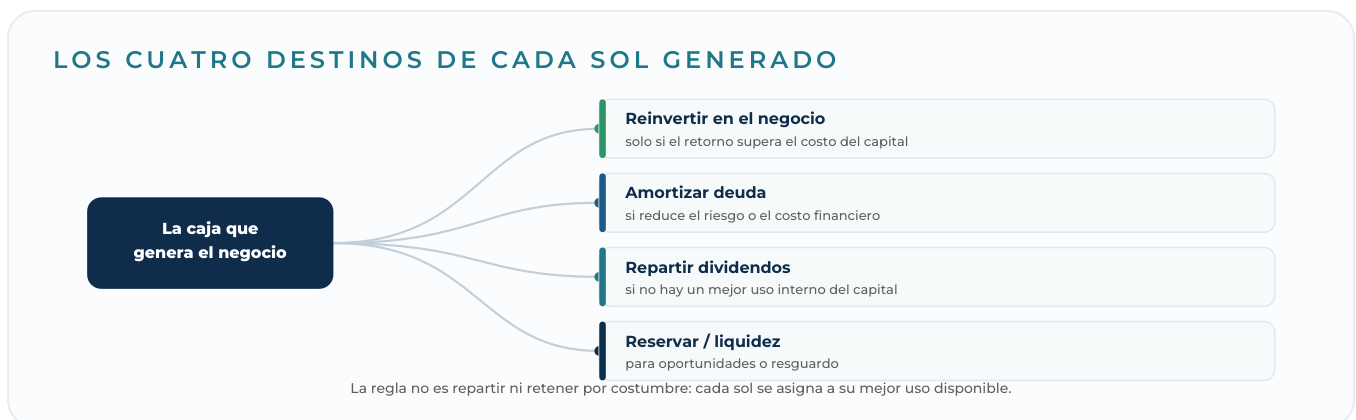 LOS CUATRO DESTINOS DE CADA SOL GENERADO
La caja que
genera el negocio
Reinvertir en el negocio
solo si el retorno supera el costo del capital
Amortizar deuda
si reduce el riesgo o el costo financiero
Repartir dividendos
si no hay un mejor uso interno del capital
Reservar / liquidez
para oportunidades o resguardo
La regla no es repartir ni retener por costumbre: cada sol se asigna a su mejor uso disponible.